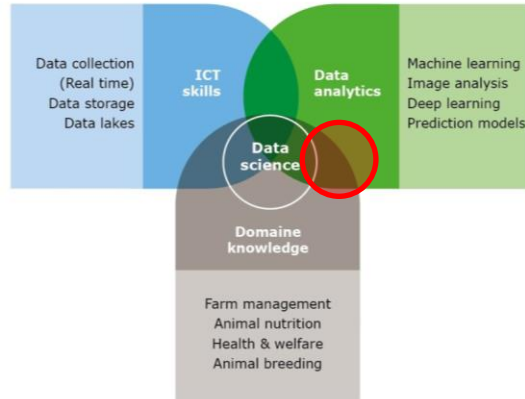 Data collection
(Real time)
Data storage
Data lakes
ICT
skills
Data
analytics
Machine learning
Image analysis
Deep learning
Prediction models
Data
science
Domaine
knowledge
Farm management
Animal nutrition
Health & welfare
Animal breeding